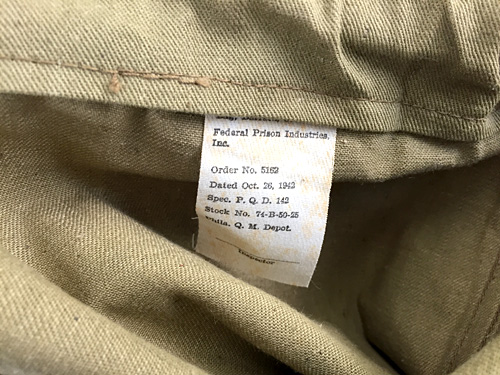 Federal Prison Industries,
Inc.
Order No. 5162
Dated Oct. 26, 1942
Spec. P. Q. D. 142
Stock No. 74-B-50-25
Phila. Q. M. Depot.
Inspector